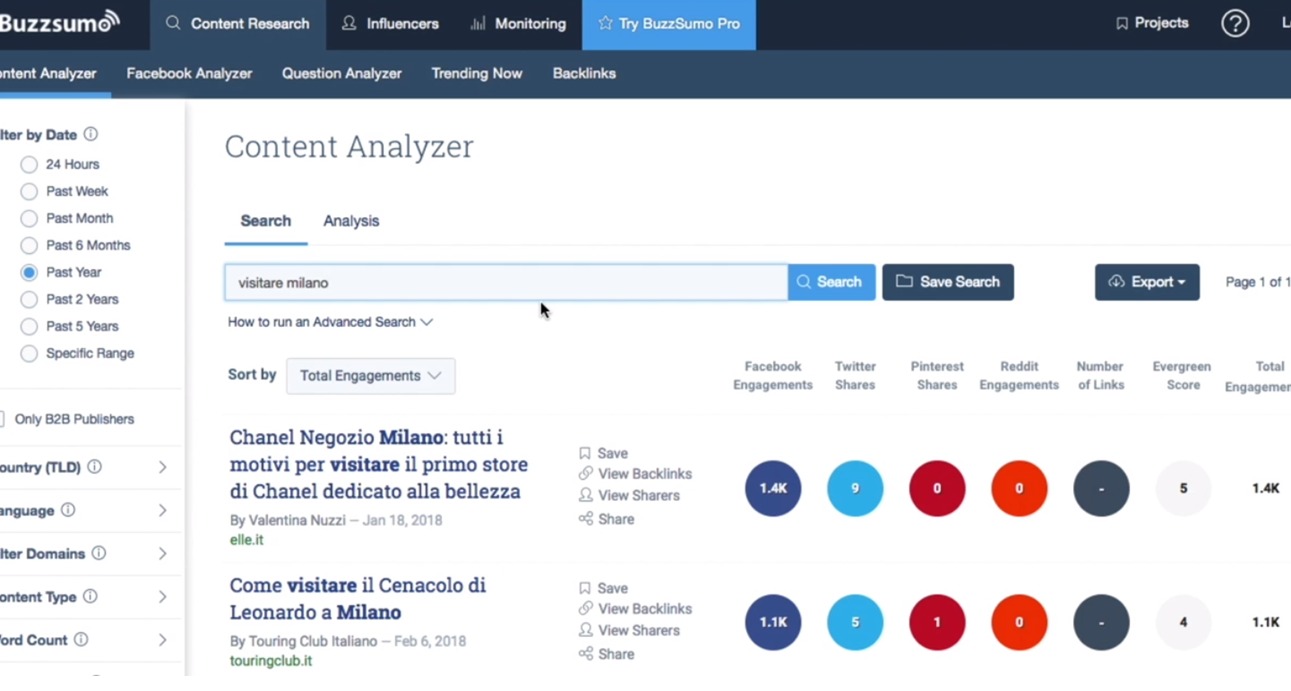 Buzzsumo
Content Research
Influencers
Monitoring
Try BuzzSumo Pro
Projects
?
ntent Analyzer
Facebook Analyzer
Question Analyzer
Trending Now
Backlinks
lter by Date
24 Hours
Past Week
Past Month
Past 6 Months
Past Year
Past 2 Years
Past 5 Years
Specific Range
Only B2B Publishers
ountry (TLD)
anguage
lter Domains
ontent Type
ord Count
Content Analyzer
Search
Analysis
visitare milano
Search
Save Search
Export
Page 1 of 1
How to run an Advanced Search
Sort by
Total Engagements
Facebook
Engagements
Twitter
Shares
Pinterest
Shares
Reddit
Engagements
Number
of Links
Evergreen
Score
Total
Engagemen
Chanel Negozio Milano: tutti i
motivi per visitare il primo store
di Chanel dedicato alla bellezza
By Valentina Nuzzi – Jan 18, 2018
elle.it
Save
View Backlinks
View Sharers
Share
1.4K
9
0
0
-
5
1.4K
Come visitare il Cenacolo di
Leonardo a Milano
By Touring Club Italiano – Feb 6, 2018
touringclub.it
Save
View Backlinks
View Sharers
Share
1.1K
5
1
0
-
4
1.1K